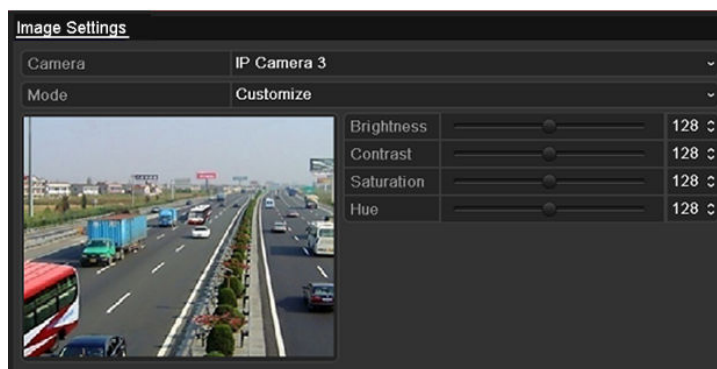 Image Settings
Camera IP Camera 3
Mode Customize
Brightness 128
Contrast 128
Saturation 128
Hue 128